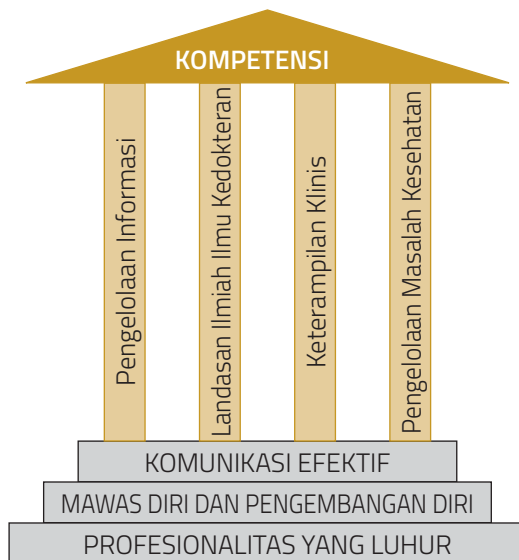 KOMPETENSI
Pengelolaan Informasi
Landasan Ilmiah Ilmu Kedokteran
Keterampilan Klinis
Pengelolaan Masalah Kesehatan
KOMUNIKASI EFEKTIF
MAWAS DIRI DAN PENGEMBANGAN DIRI
PROFESIONALITAS YANG LUHUR